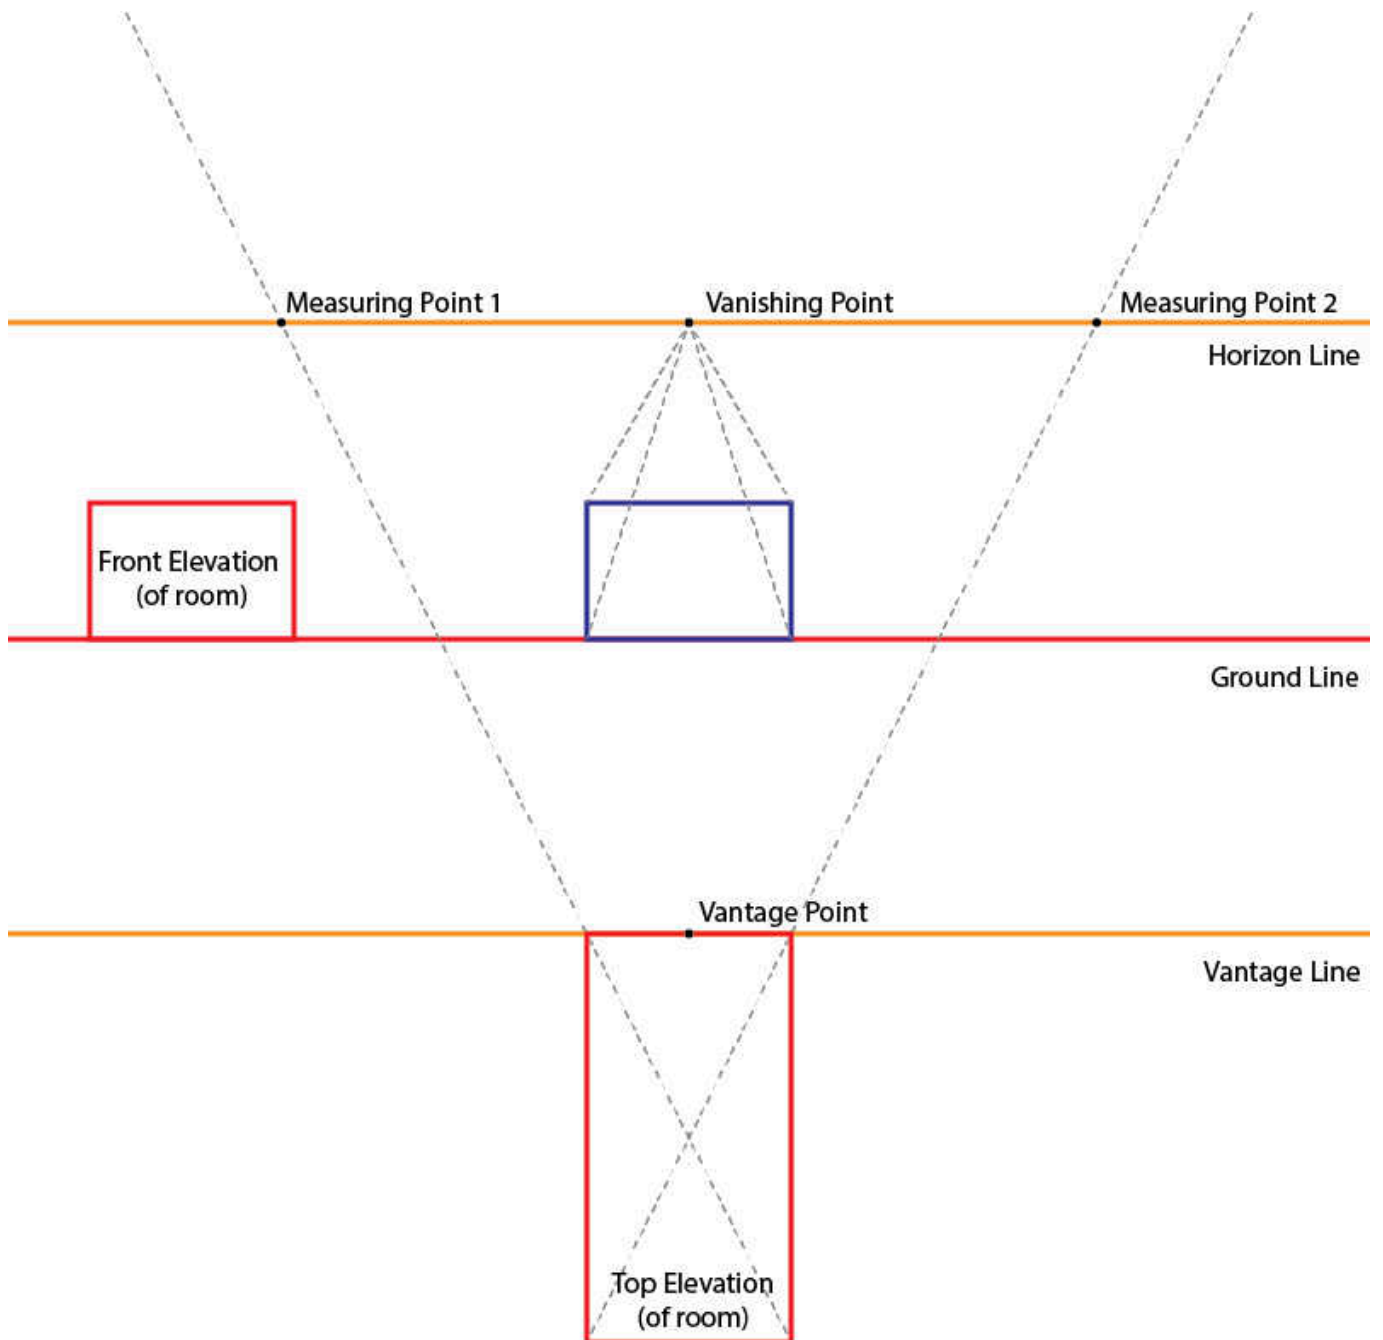 Measuring Point 1
Vanishing Point
Measuring Point 2
Horizon Line
Front Elevation
(of room)
Ground Line
Vantage Point
Vantage Line
Top Elevation
(of room)